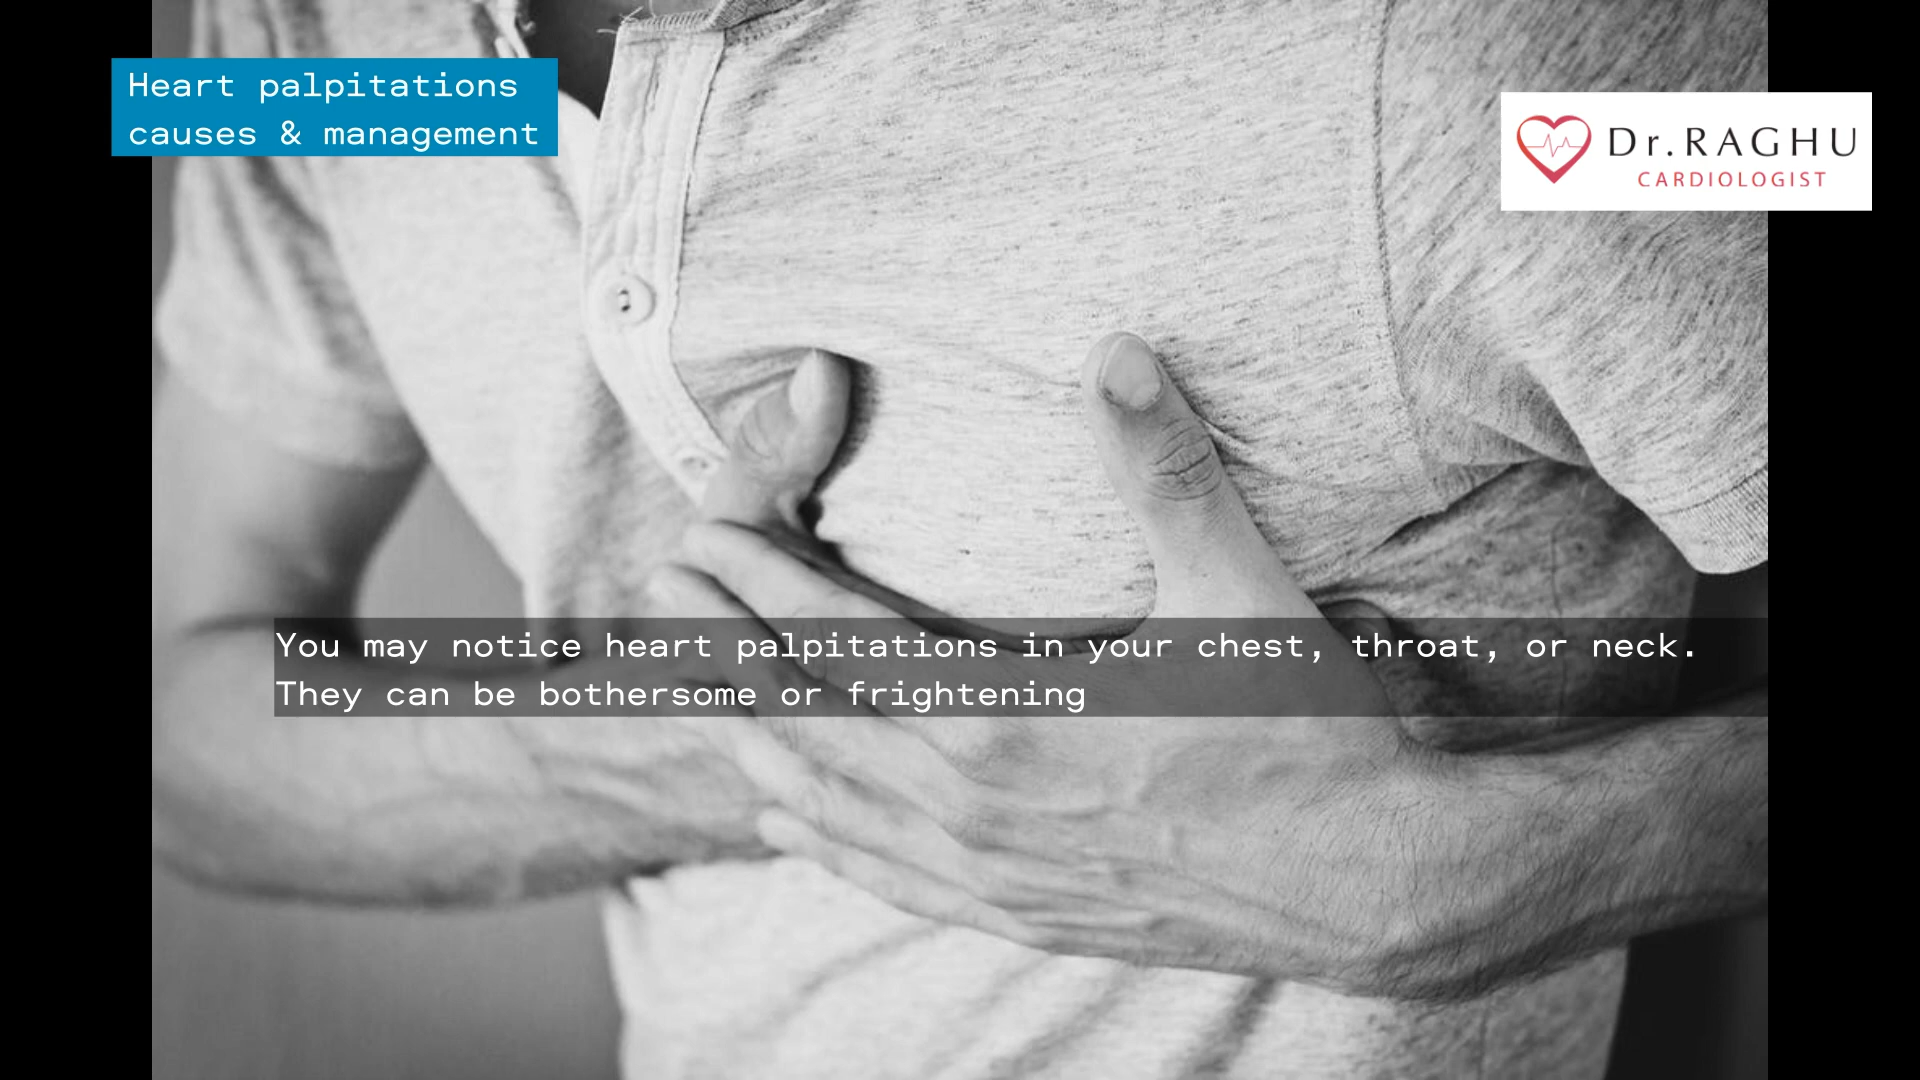 Heart palpitations
causes & management
Dr.RAGHU
CARDIOLOGIST
You may notice heart palpitations in your chest, throat, or neck.
They can be bothersome or frightening